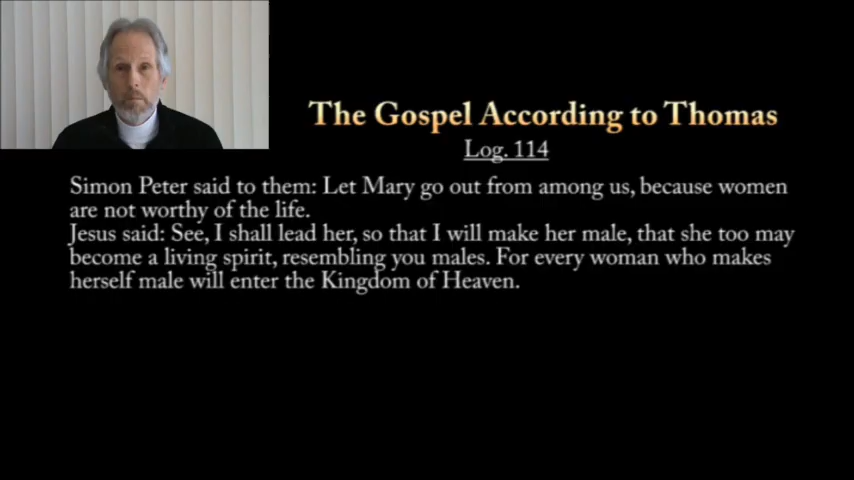 The Gospel According to Thomas
Log. 114
Simon Peter said to them: Let Mary go out from among us, because women
are not worthy of the life.
Jesus said: See, I shall lead her, so that I will make her male, that she too may
become a living spirit, resembling you males. For every woman who makes
herself male will enter the Kingdom of Heaven.